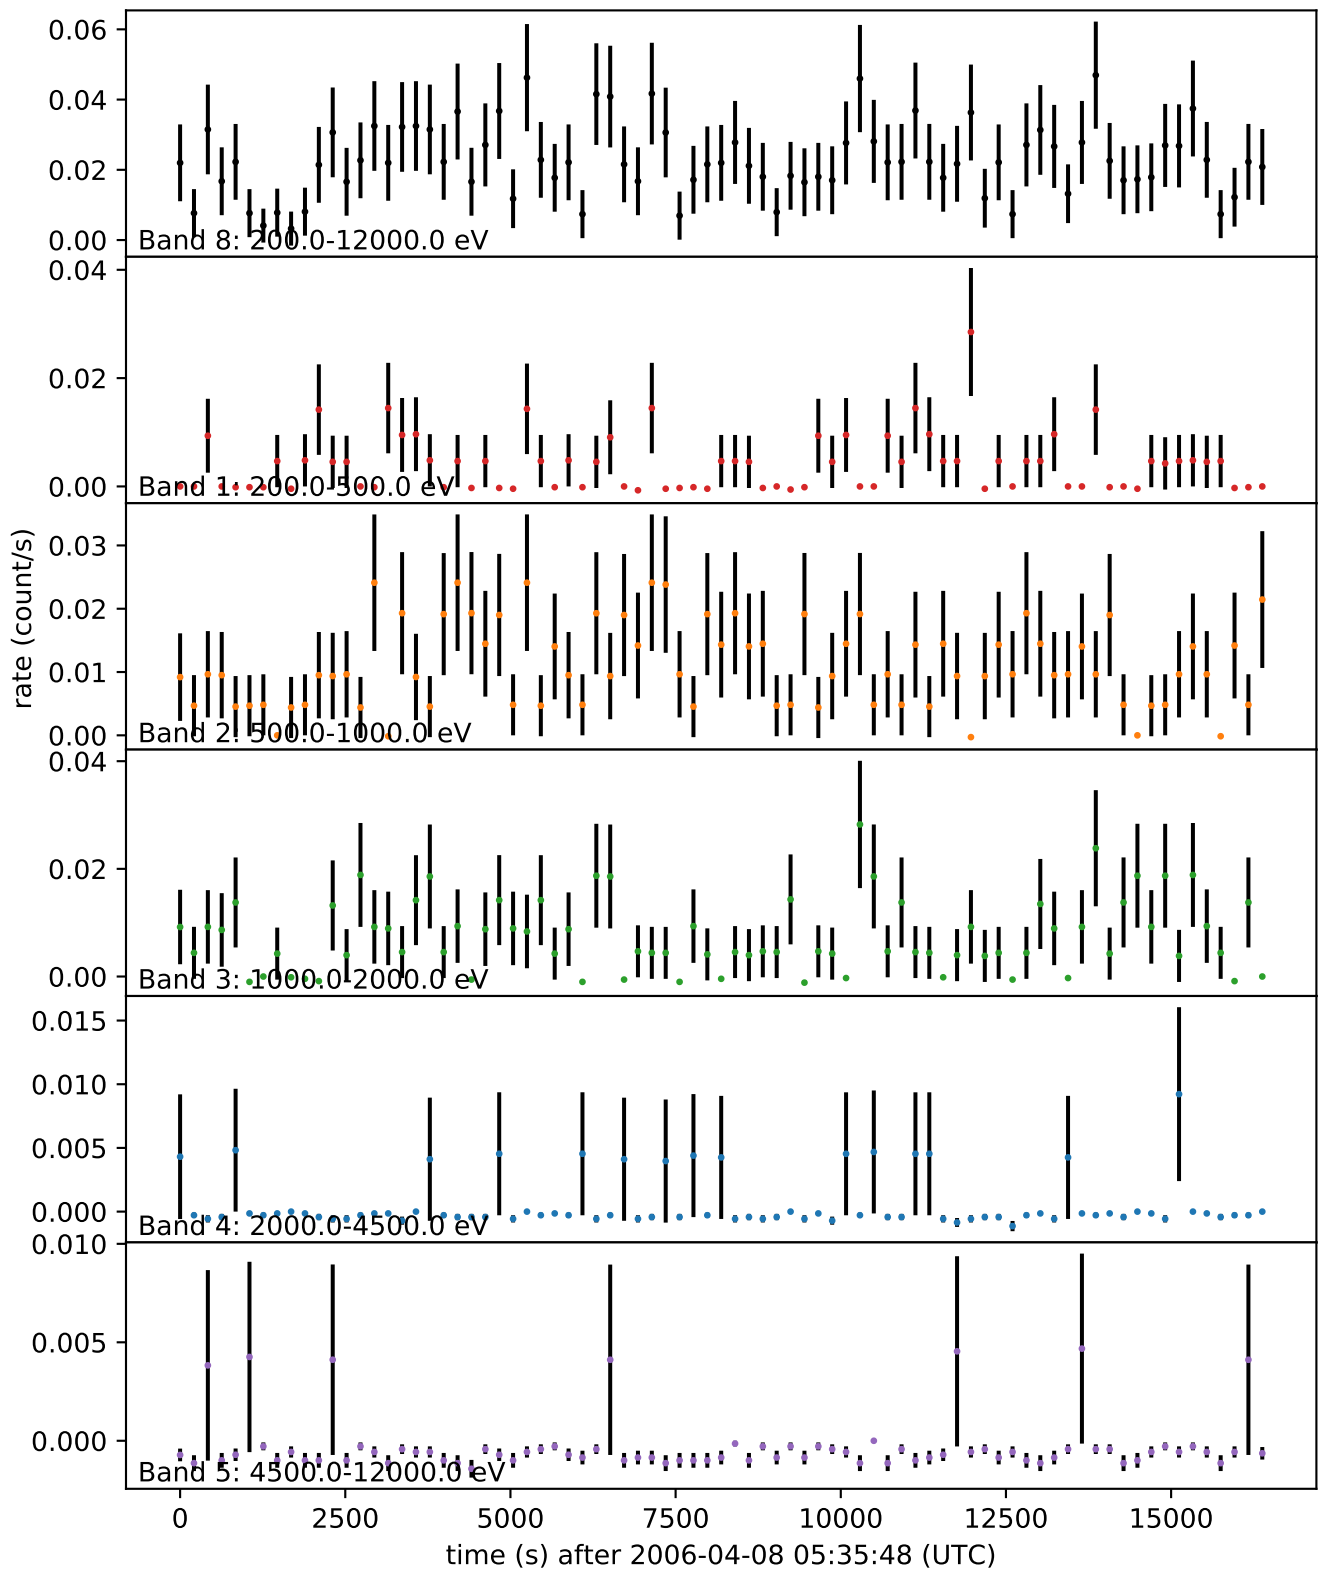 0.06
0.04
0.02
0.00
Band 8: 200.0-12000.0 eV
0.04
0.02
0.00
Band 1: 200.0-500.0 eV
0.03
0.02
0.01
0.00
Band 2: 500.0-1000.0 eV
rate (count/s)
0.04
0.02
0.00
Band 3: 1000.0-2000.0 eV
0.015
0.010
0.005
0.000
Band 4: 2000.0-4500.0 eV
0.010
0.005
0.000
Band 5: 4500.0-12000.0 eV
0 2500 5000 7500 10000 12500 15000
time (s) after 2006-04-08 05:35:48 (UTC)